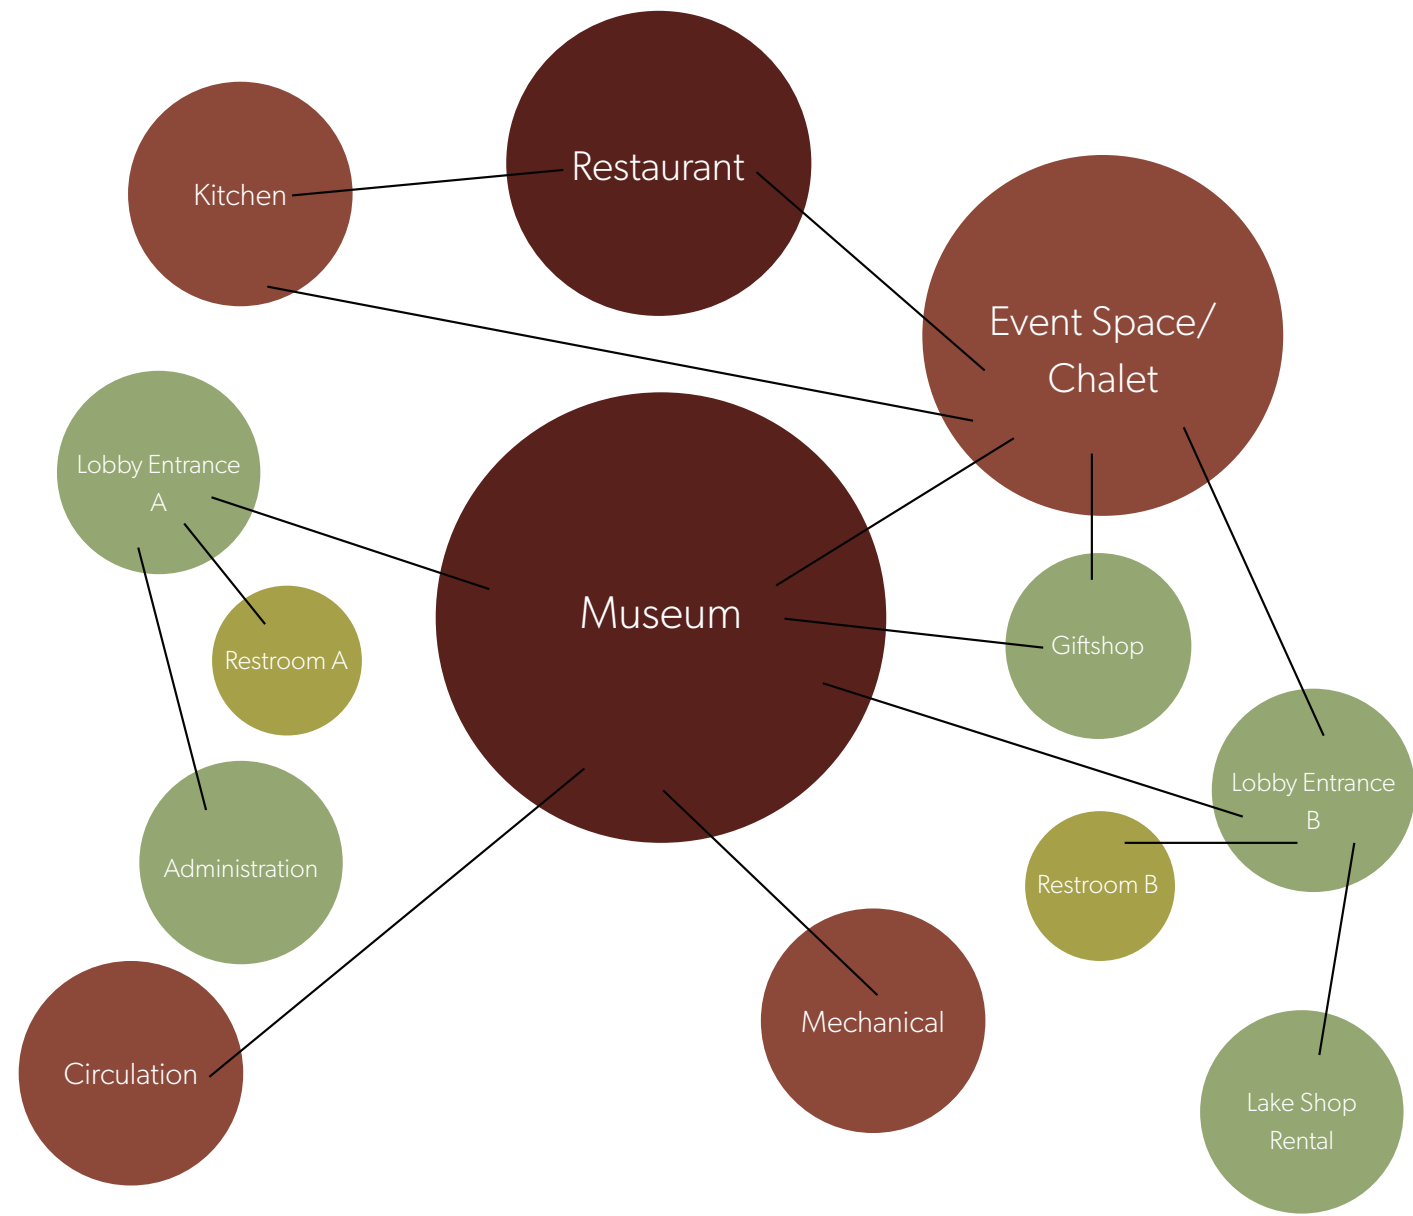 Restaurant
Kitchen
Event Space/
Chalet
Lobby Entrance
A
Museum
Giftshop
Restroom A
Lobby Entrance
B
Administration
Restroom B
Mechanical
Circulation
Lake Shop
Rental